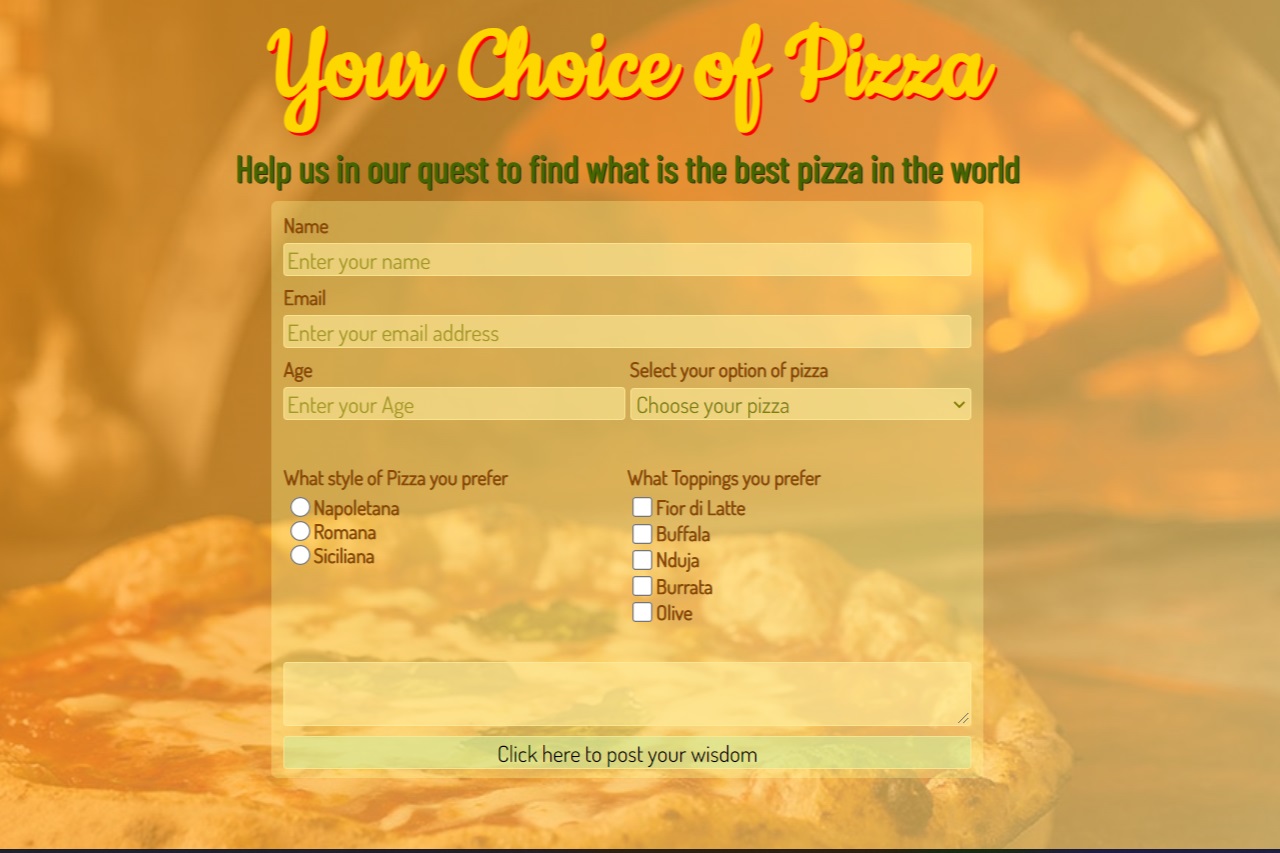 Your Choice of Pizza
Help us in our quest to find what is the best pizza in the world
Name
Enter your name
Email
Enter your email address
Age
Enter your Age
Select your option of pizza
Choose your pizza
What style of Pizza you prefer
Napoletana
Romana
Siciliana
What Toppings you prefer
Fior di Latte
Buffala
Nduja
Burrata
Olive
Click here to post your wisdom